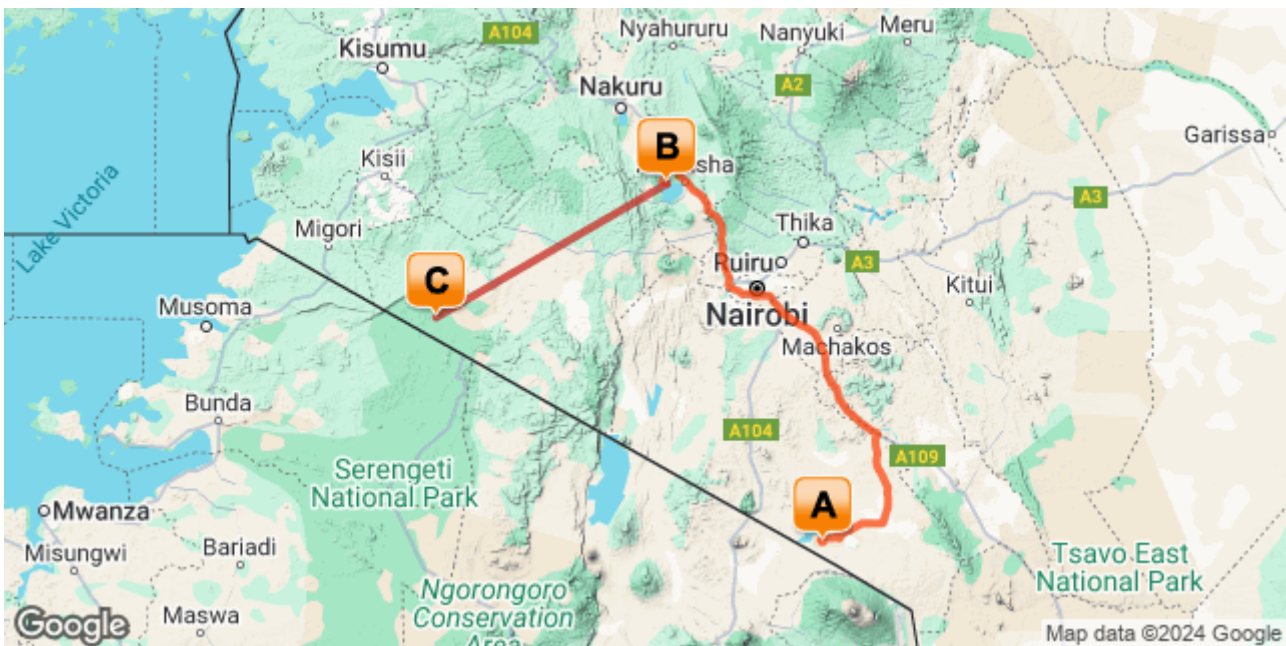 Nyahururu
Nanyuki
Meru
A104
Kisumu
A2
Nakuru
Garissa
B
Kisii
A3
Lake Victoria
Migori
Thika
Ruiru
A3
C
Kitui
Musoma
Nairobi
Machakos
Bunda
A104
A109
Serengeti
National Park
A
Mwanza
Bariadi
Misungwi
Tsavo East
National Park
Ngorongoro
Conservation
Area
Maswa
Google
Map data ©2024 Google